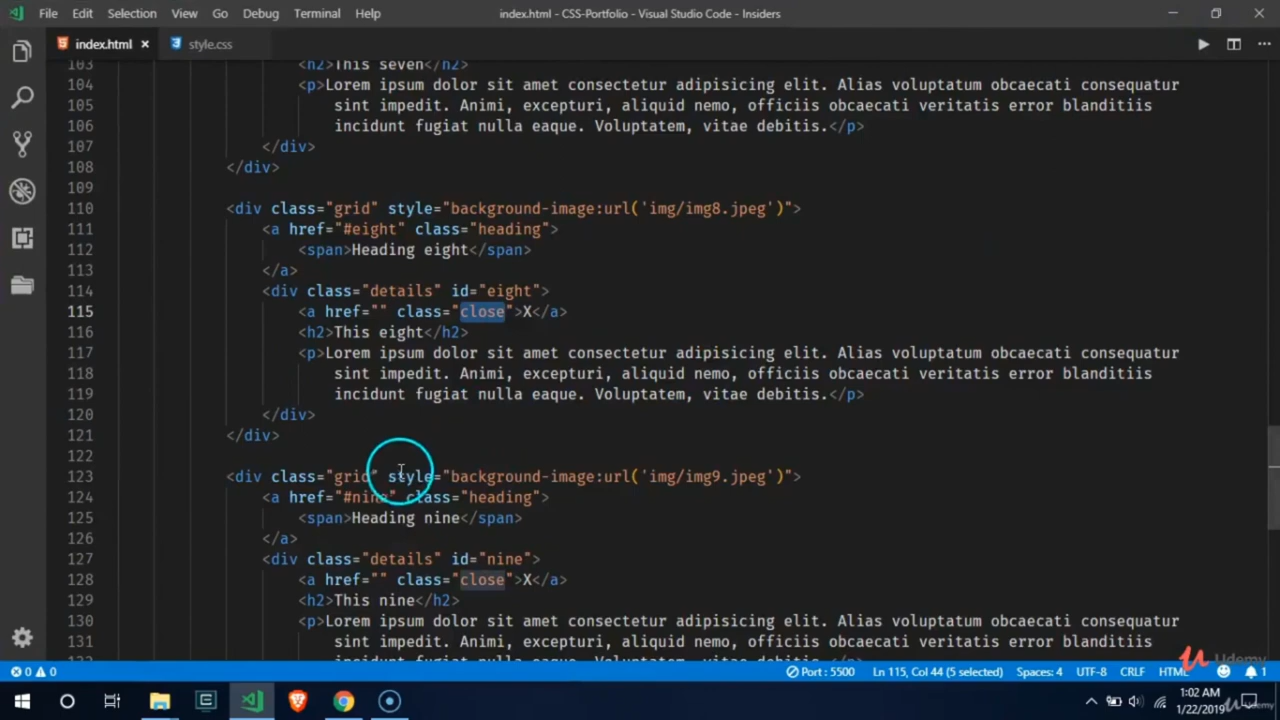 File Edit Selection View Go Debug Terminal Help
index.html - CSS-Portfolio - Visual Studio Code - Insiders
index.html
style.css
103 <h2>This seven</h2>
104 <p>Lorem ipsum dolor sit amet consectetur adipisicing elit. Alias voluptatum obcaecati consequatur
105 sint impedit. Animi, excepturi, aliquid nemo, officiis obcaecati veritatis error blanditiis
106 incidunt fugiat nulla eaque. Voluptatem, vitae debitis.</p>
107 </div>
108 </div>
109
110 <div class="grid" style="background-image:url('img/img8.jpeg')">
111 <a href="#eight" class="heading">
112 <span>Heading eight</span>
113 </a>
114 <div class="details" id="eight">
115 <a href="" class="close">X</a>
116 <h2>This eight</h2>
117 <p>Lorem ipsum dolor sit amet consectetur adipisicing elit. Alias voluptatum obcaecati consequatur
118 sint impedit. Animi, excepturi, aliquid nemo, officiis obcaecati veritatis error blanditiis
119 incidunt fugiat nulla eaque. Voluptatem, vitae debitis.</p>
120 </div>
121 </div>
122
123 <div class="grid" style="background-image:url('img/img9.jpeg')">
124 <a href="#nine" class="heading">
125 <span>Heading nine</span>
126 </a>
127 <div class="details" id="nine">
128 <a href="" class="close">X</a>
129 <h2>This nine</h2>
130 <p>Lorem ipsum dolor sit amet consectetur adipisicing elit. Alias voluptatum obcaecati consequatur
131 sint impedit. Animi, excepturi, aliquid nemo, officiis obcaecati veritatis error blanditiis
0 0 Port : 5500 Ln 115, Col 44 (5 selected) Spaces: 4 UTF-8 CRLF HTML 1
Udemy
1:02 AM
1/22/2019
Udemy